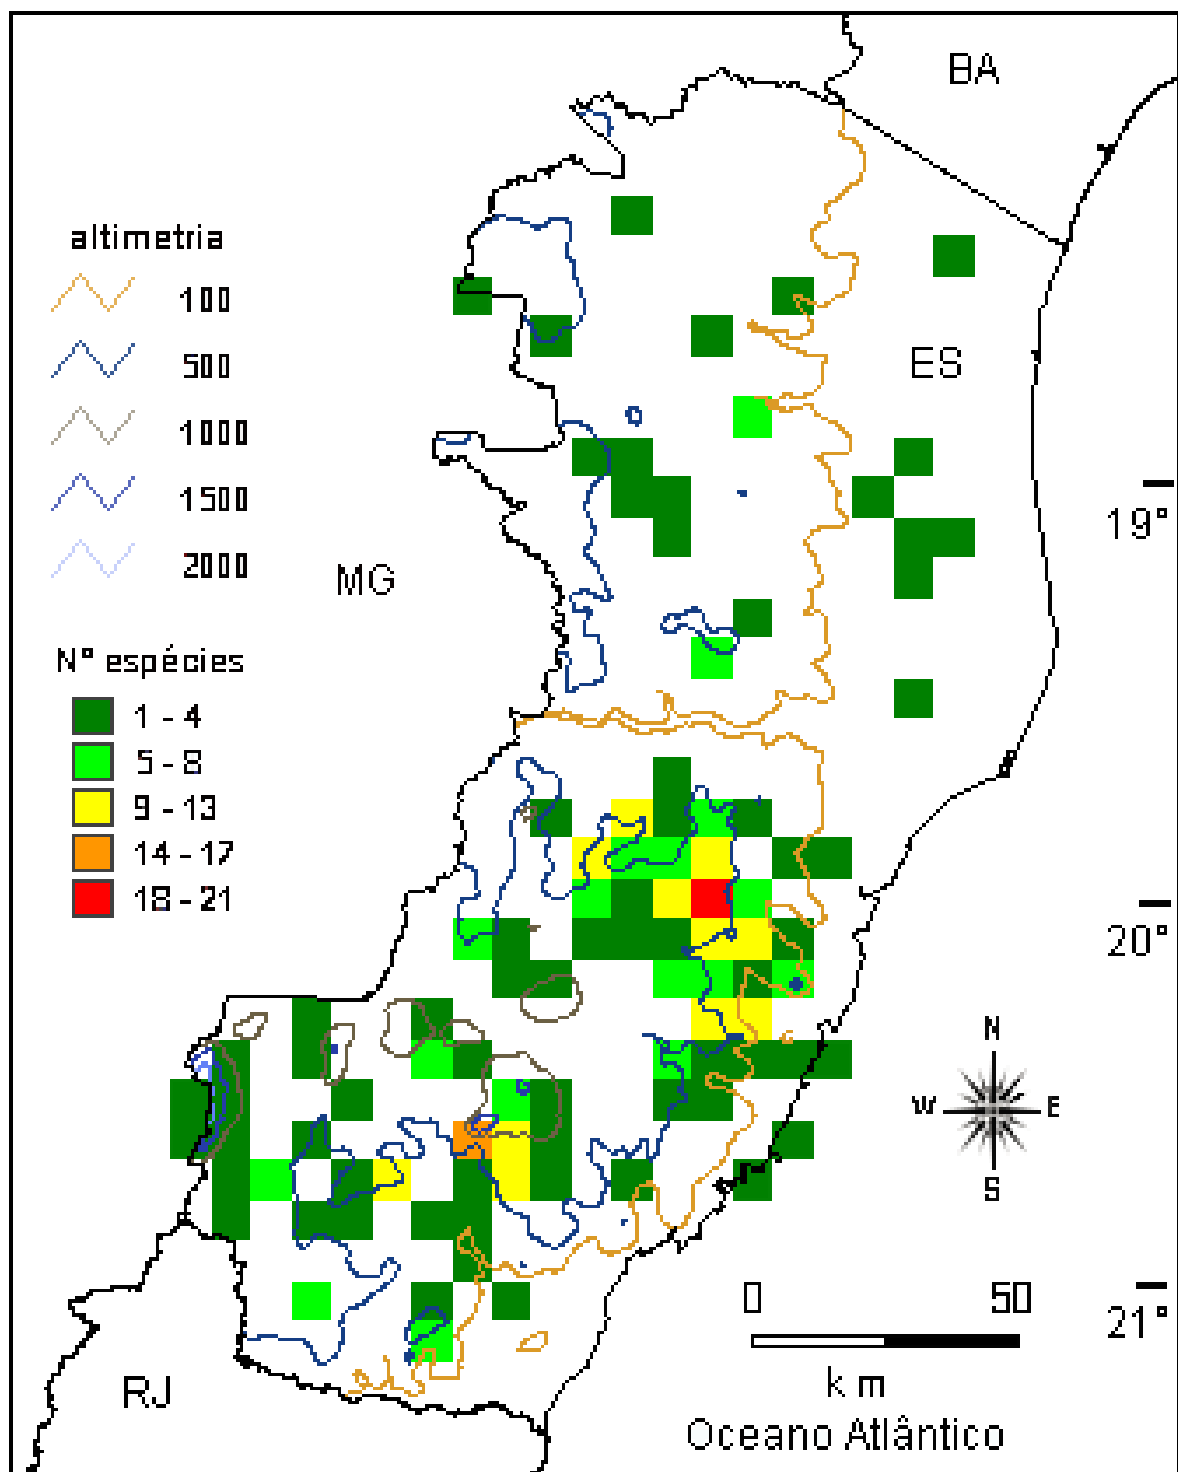 BA
altimetria
100
500
1000
1500
2000
ES
MG
19°
N° espécies
1 - 4
5 - 8
9 - 13
14 - 17
18 - 21
20°
N
W E
S
0 50
21°
km
RJ
Oceano Atlântico